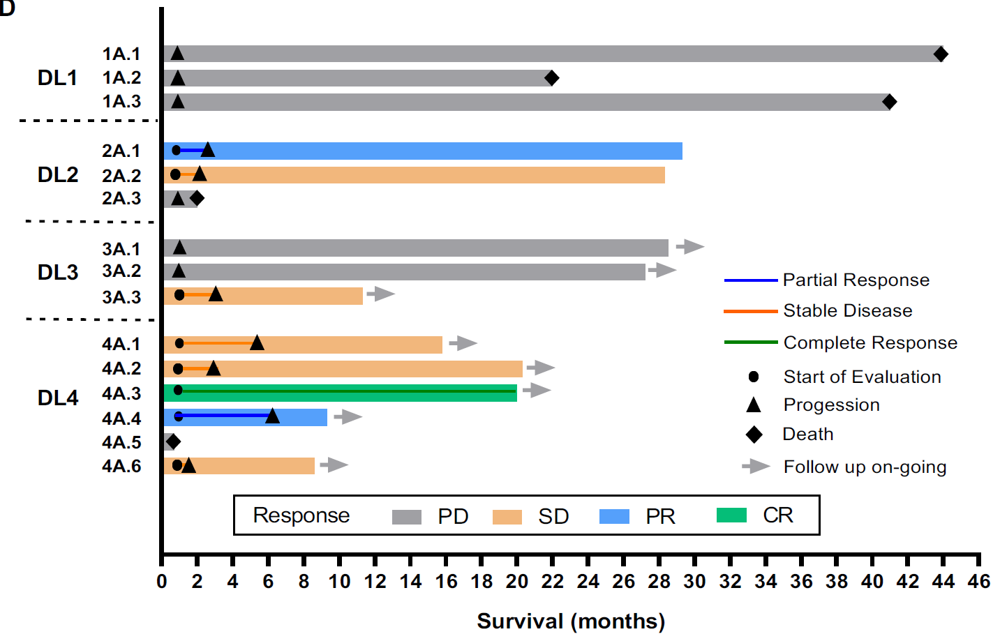 D
1A.1
DL1
1A.2
1A.3
2A.1
DL2
2A.2
2A.3
3A.1
DL3
3A.2
3A.3
4A.1
4A.2
4A.3
DL4
4A.4
4A.5
4A.6
Partial Response
Stable Disease
Complete Response
Start of Evaluation
Progession
Death
Follow up on-going
Response PD SD PR CR
0 2 4 6 8 10 12 14 16 18 20 22 24 26 28 30 32 34 36 38 40 42 44 46
Survival (months)